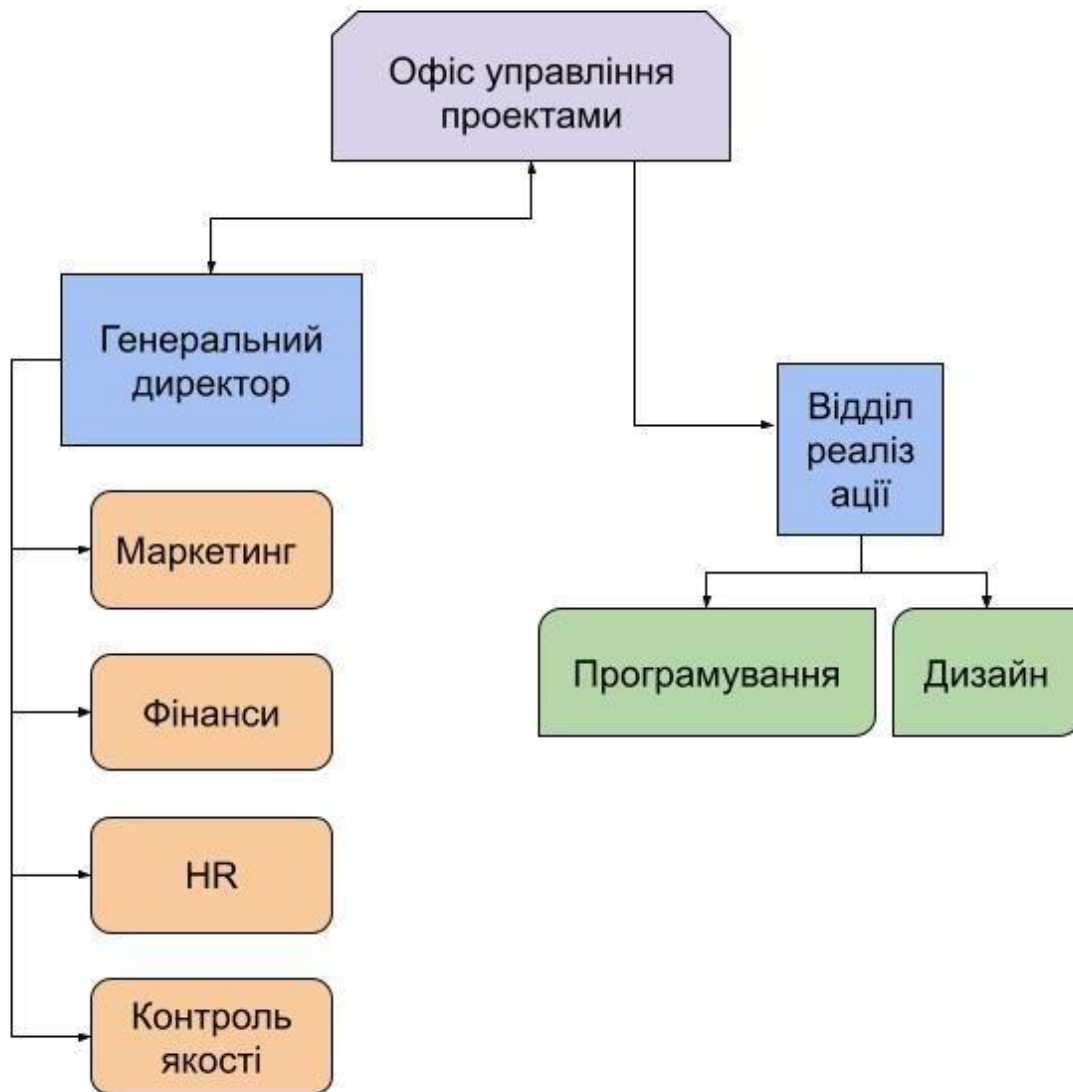 Офіс управління
проектами
Генеральний
директор
Відділ
реаліз
ації
Маркетинг
Програмування
Дизайн
Фінанси
HR
Контроль
якості